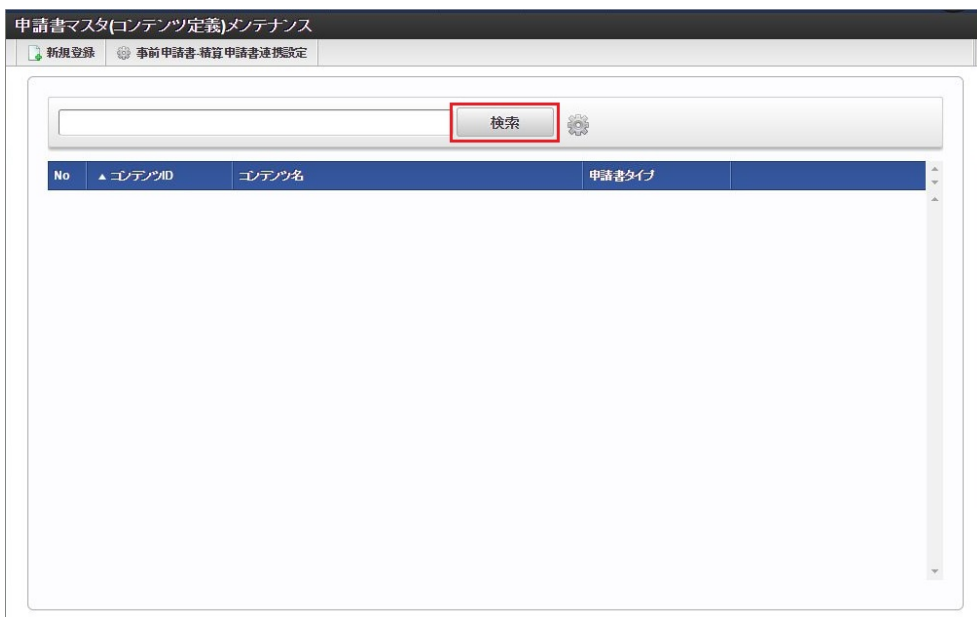 申請書マスタ(コンテンツ定義)メンテナンス
新規登録 事前申請書-積算申請書連携設定
検索
No ▲ コンテンツID コンテンツ名 申請書タイプ